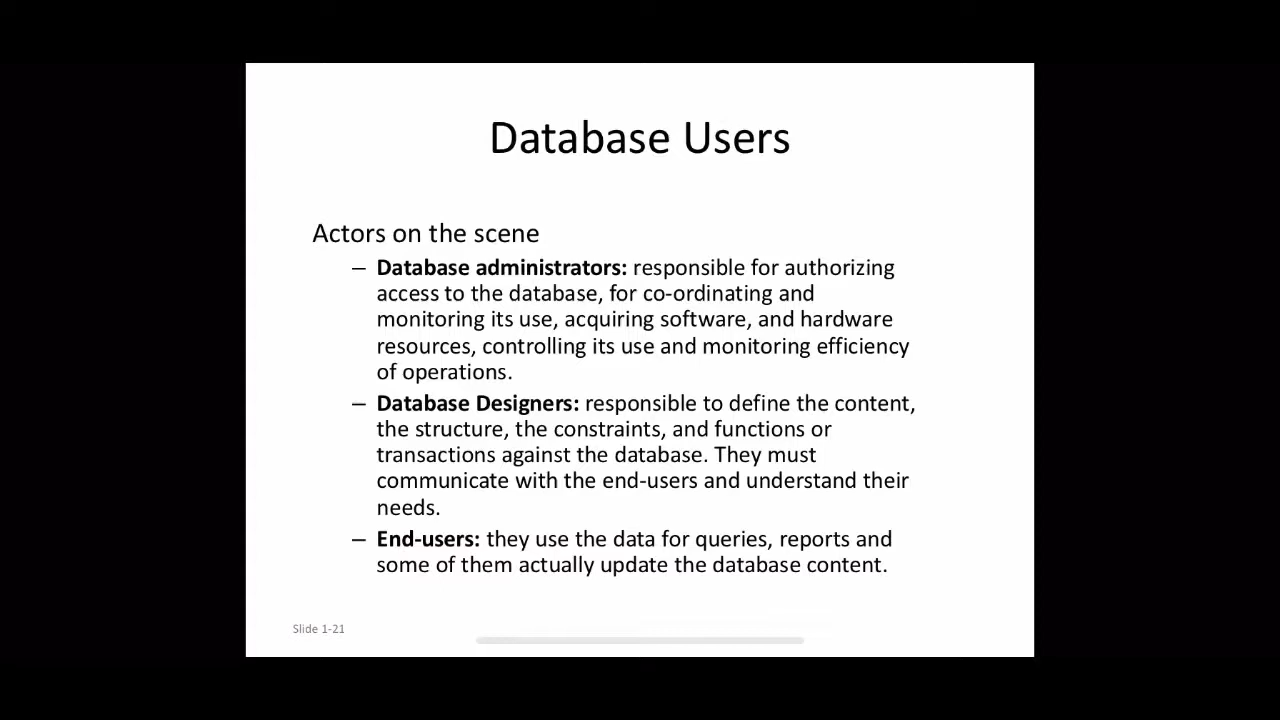 Database Users
Actors on the scene
– Database administrators: responsible for authorizing
access to the database, for co-ordinating and
monitoring its use, acquiring software, and hardware
resources, controlling its use and monitoring efficiency
of operations.
– Database Designers: responsible to define the content,
the structure, the constraints, and functions or
transactions against the database. They must
communicate with the end-users and understand their
needs.
– End-users: they use the data for queries, reports and
some of them actually update the database content.
Slide 1-21